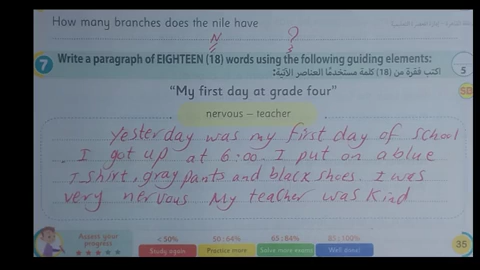 How many branches does the nile have
N ?
7 Write a paragraph of EIGHTEEN (18) words using the following guiding elements:
اكتب فقرة من (18) كلمة مستخدمًا العناصر الآتية:
5
"My first day at grade four"
nervous – teacher
Yesterday was my first day of school
. I got up at 6:00. I put on a blue
T shirt, gray pants and black shoes. I was
very nervous My teacher was kind
Assess your progress
<50% 50:64% 65:84% 85:100%
Study again Practice more Solve more exams Well done!
35